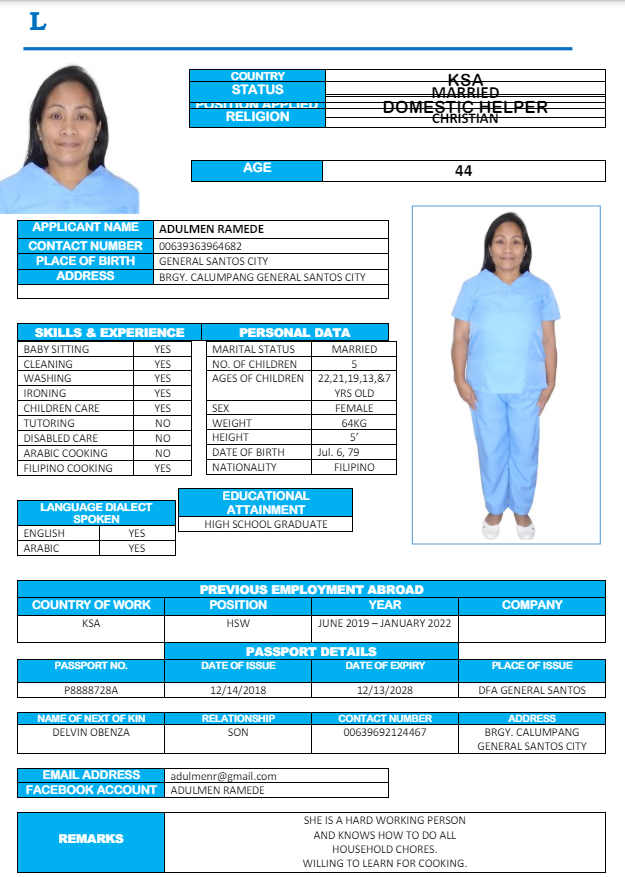 L
COUNTRY KSA
STATUS MARRIED
POSITION APPLIED DOMESTIC HELPER
RELIGION CHRISTIAN
AGE 44
APPLICANT NAME ADULMEN RAMEDE
CONTACT NUMBER 00639363964682
PLACE OF BIRTH GENERAL SANTOS CITY
ADDRESS BRGY. CALUMPANG GENERAL SANTOS CITY
SKILLS & EXPERIENCE PERSONAL DATA
BABY SITTING YES MARITAL STATUS MARRIED
CLEANING YES NO. OF CHILDREN 5
WASHING YES AGES OF CHILDREN 22,21,19,13,&7
IRONING YES YRS OLD
CHILDREN CARE YES SEX FEMALE
TUTORING NO WEIGHT 64KG
DISABLED CARE NO HEIGHT 5’
ARABIC COOKING NO DATE OF BIRTH Jul. 6, 79
FILIPINO COOKING YES NATIONALITY FILIPINO
LANGUAGE DIALECT
SPOKEN
ENGLISH YES
ARABIC YES
EDUCATIONAL
ATTAINMENT
HIGH SCHOOL GRADUATE
PREVIOUS EMPLOYMENT ABROAD
COUNTRY OF WORK POSITION YEAR COMPANY
KSA HSW JUNE 2019 – JANUARY 2022
PASSPORT DETAILS
PASSPORT NO. DATE OF ISSUE DATE OF EXPIRY PLACE OF ISSUE
P8888728A 12/14/2018 12/13/2028 DFA GENERAL SANTOS
NAME OF NEXT OF KIN RELATIONSHIP CONTACT NUMBER ADDRESS
DELVIN OBENZA SON 00639692124467 BRGY. CALUMPANG
GENERAL SANTOS CITY
EMAIL ADDRESS adulmenr@gmail.com
FACEBOOK ACCOUNT ADULMEN RAMEDE
REMARKS
SHE IS A HARD WORKING PERSON
AND KNOWS HOW TO DO ALL
HOUSEHOLD CHORES.
WILLING TO LEARN FOR COOKING.